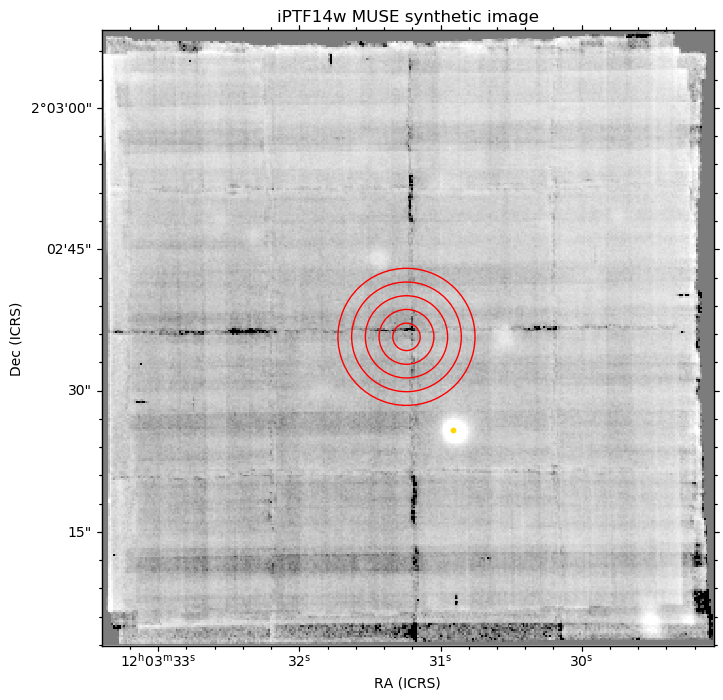 iPTF14w MUSE synthetic image
2°03'00"
02'45"
30"
15"
Dec (ICRS)
12ʰ03ᵐ33ˢ
32ˢ
31ˢ
30ˢ
RA (ICRS)